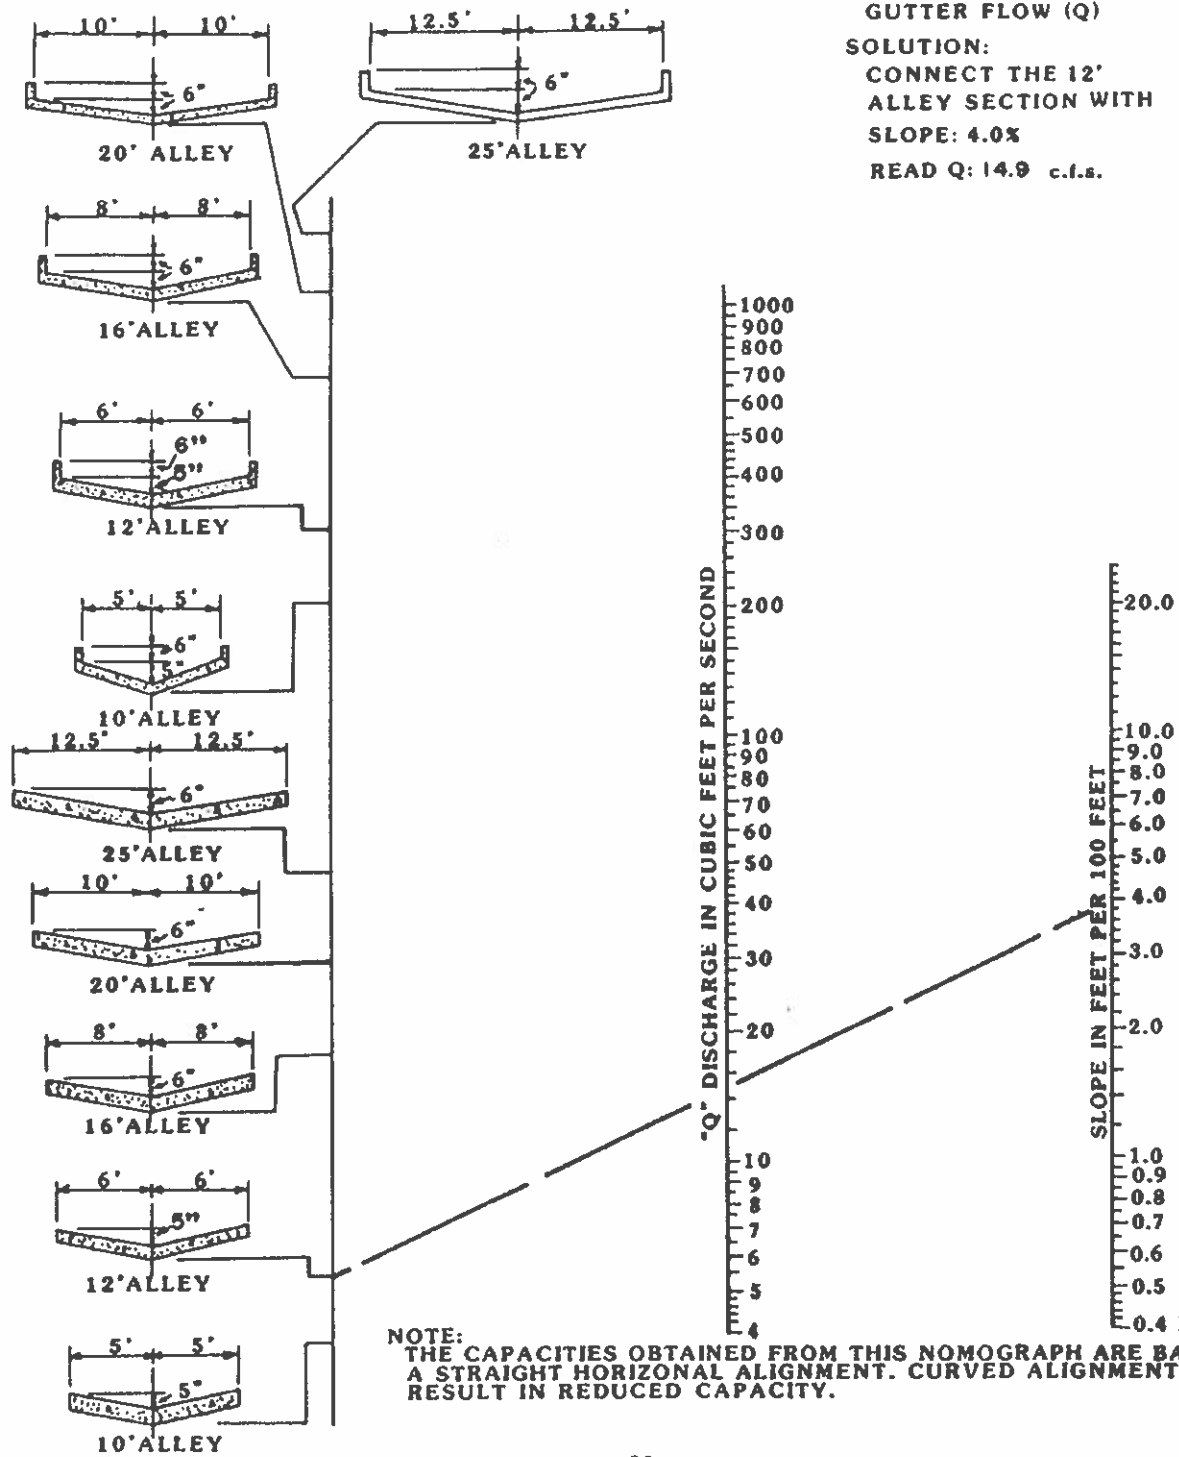 GUTTER FLOW (Q)
SOLUTION:
CONNECT THE 12'
ALLEY SECTION WITH
SLOPE: 4.0%
READ Q: 14.9 c.f.s.
10' 10'
6"
20' ALLEY
12.5' 12.5'
6"
25'ALLEY
8' 8'
6"
16'ALLEY
6' 6'
6"
5"
12'ALLEY
5' 5'
6"
5"
10'ALLEY
12.5' 12.5'
6"
25'ALLEY
10' 10'
6"
20'ALLEY
8' 8'
6"
16'ALLEY
6' 6'
5"
12'ALLEY
5' 5'
5"
10'ALLEY
"Q" DISCHARGE IN CUBIC FEET PER SECOND
1000
900
800
700
600
500
400
300
200
100
90
80
70
60
50
40
30
20
10
9
8
7
6
5
4
SLOPE IN FEET PER 100 FEET
20.0
10.0
9.0
8.0
7.0
6.0
5.0
4.0
3.0
2.0
1.0
0.9
0.8
0.7
0.6
0.5
0.4
NOTE:
THE CAPACITIES OBTAINED FROM THIS NOMOGRAPH ARE BA
A STRAIGHT HORIZONAL ALIGNMENT. CURVED ALIGNMENT
RESULT IN REDUCED CAPACITY.